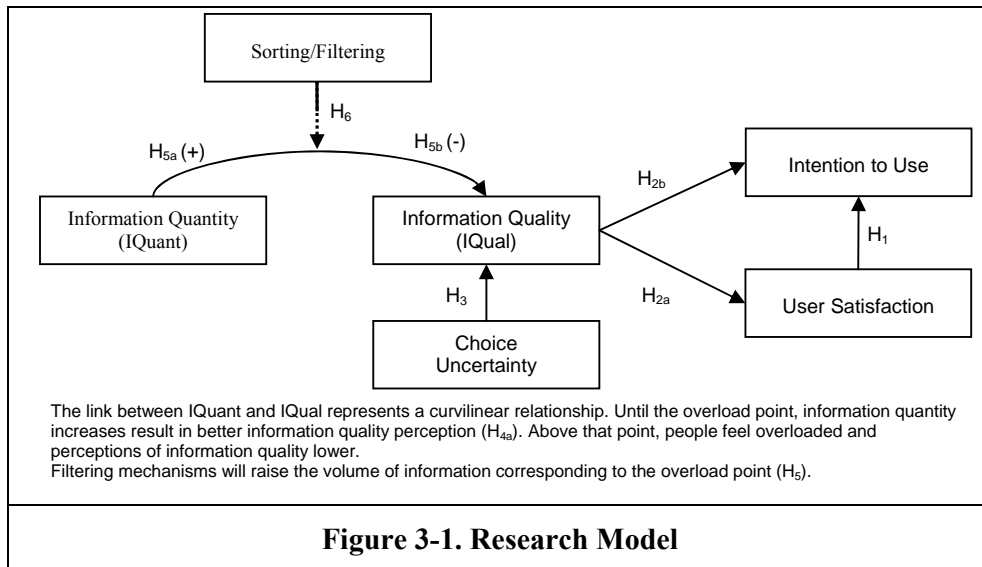 Sorting/Filtering
H6
H5a (+)
H5b (-)
Information Quantity
(IQuant)
Information Quality
(IQual)
H2b
Intention to Use
H1
H3
H2a
User Satisfaction
Choice
Uncertainty
The link between IQuant and IQual represents a curvilinear relationship. Until the overload point, information quantity
increases result in better information quality perception (H4a). Above that point, people feel overloaded and
perceptions of information quality lower.
Filtering mechanisms will raise the volume of information corresponding to the overload point (H5).
Figure 3-1. Research Model